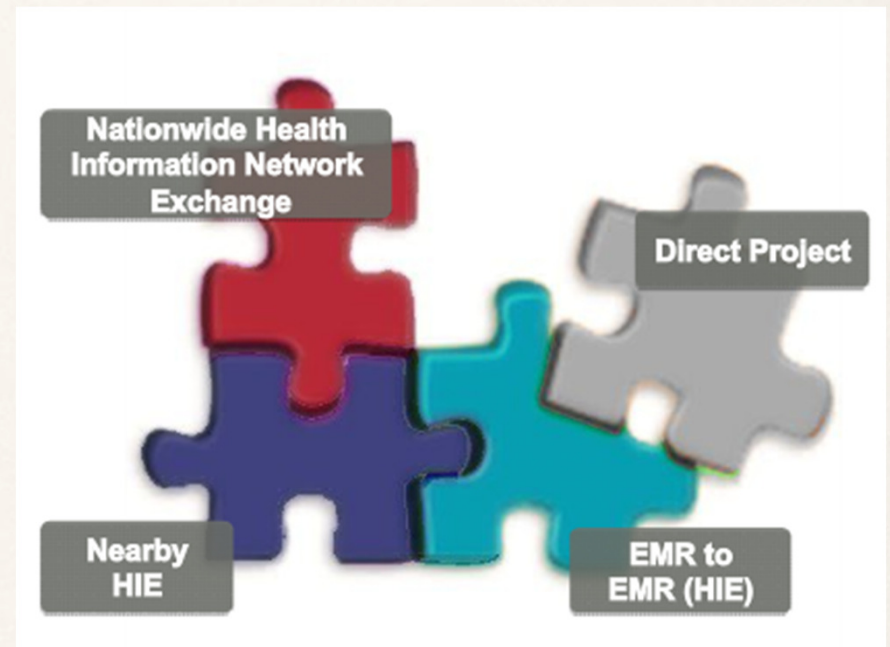 Nationwide Health
Information Network
Exchange
Direct Project
Nearby
HIE
EMR to
EMR (HIE)